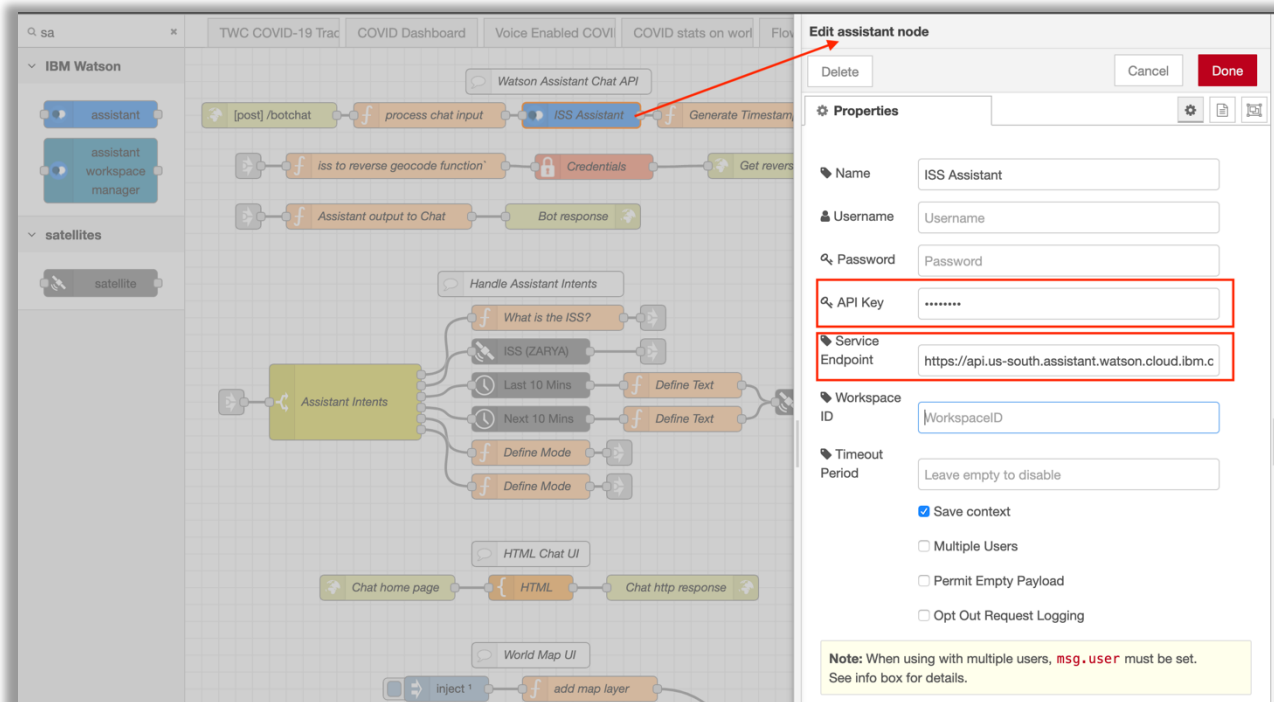 sa
×
IBM Watson
assistant
assistant
workspace
manager
satellites
satellite
TWC COVID-19 Trac
COVID Dashboard
Voice Enabled COVI
COVID stats on worl
Flov
Watson Assistant Chat API
[post] /botchat
process chat input
ISS Assistant
Generate Timestam
iss to reverse geocode function`
Credentials
Get revers
Assistant output to Chat
Bot response
Handle Assistant Intents
Assistant Intents
What is the ISS?
ISS (ZARYA)
Last 10 Mins
Define Text
Next 10 Mins
Define Text
Define Mode
Define Mode
HTML Chat UI
Chat home page
HTML
Chat http response
World Map UI
inject ¹
add map layer
Edit assistant node
Delete
Cancel
Done
Properties
Name
ISS Assistant
Username
Username
Password
Password
API Key
••••••••
Service
Endpoint
https://api.us-south.assistant.watson.cloud.ibm.c
Workspace
ID
WorkspaceID
Timeout
Period
Leave empty to disable
Save context
Multiple Users
Permit Empty Payload
Opt Out Request Logging
Note: When using with multiple users, msg.user must be set.
See info box for details.